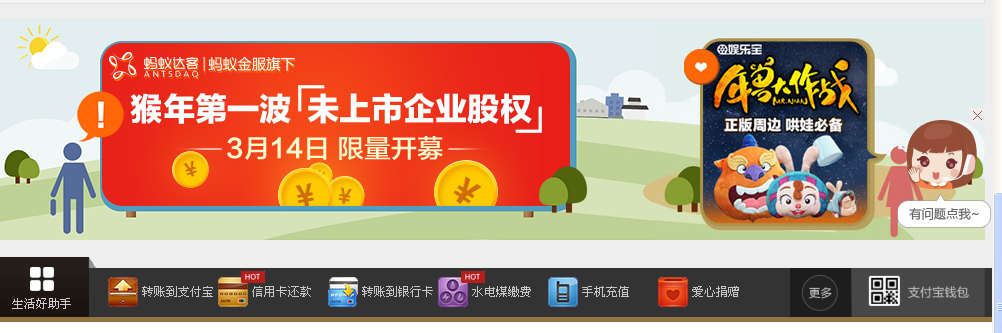 蚂蚁达客 | 蚂蚁金服旗下
ANTSDAQ
!
猴年第一波「未上市企业股权」
3月14日 限量开募
¥ ¥ ¥ ¥
娱乐宝
年兽大作战
MR.NIAN
正版周边 哄娃必备
有问题点我~
生活好助手
转账到支付宝
HOT
信用卡还款
转账到银行卡
HOT
水电煤缴费
手机充值
爱心捐赠
更多
支付宝钱包